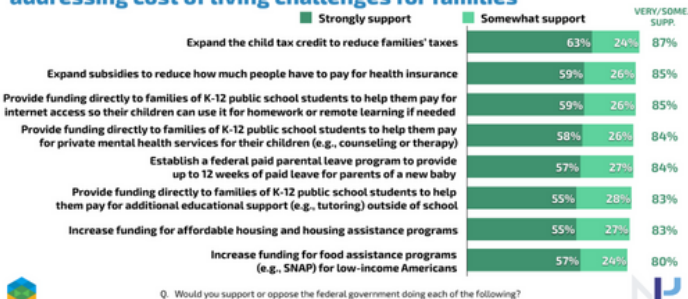 addressing cost of living challenges for families
Strongly support
Somewhat support
VERY/SOME
SUPP.
Expand the child tax credit to reduce families' taxes
63% 24% 87%
Expand subsidies to reduce how much people have to pay for health insurance
59% 26% 85%
Provide funding directly to families of K-12 public school students to help them pay for
internet access so their children can use it for homework or remote learning if needed
59% 26% 85%
Provide funding directly to families of K-12 public school students to help them pay
for private mental health services for their children (e.g., counseling or therapy)
58% 26% 84%
Establish a federal paid parental leave program to provide
up to 12 weeks of paid leave for parents of a new baby
57% 27% 84%
Provide funding directly to families of K-12 public school students to help
them pay for additional educational support (e.g., tutoring) outside of school
55% 28% 83%
Increase funding for affordable housing and housing assistance programs
55% 27% 83%
Increase funding for food assistance programs
(e.g., SNAP) for low-income Americans
57% 24% 80%
Q. Would you support or oppose the federal government doing each of the following?